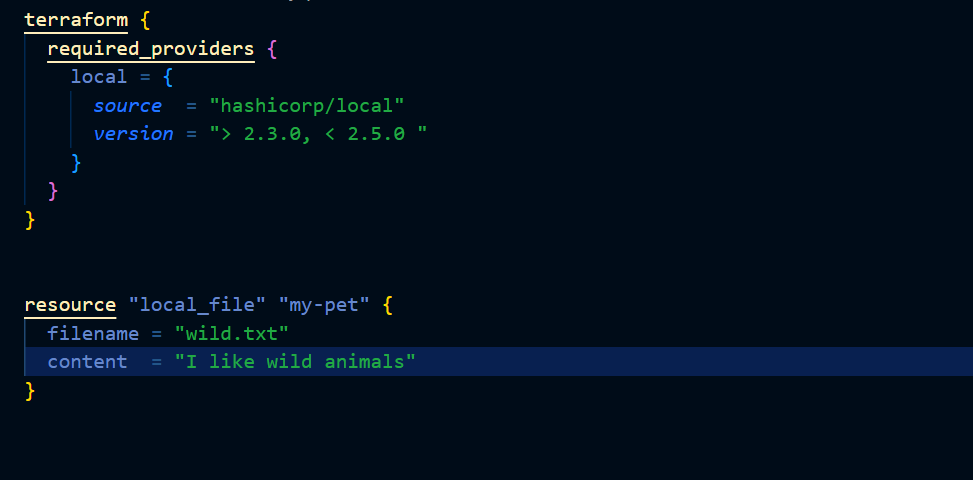 terraform {
  required_providers {
    local = {
      source  = "hashicorp/local"
      version = "> 2.3.0, < 2.5.0 "
    }
  }
}
resource "local_file" "my-pet" {
  filename = "wild.txt"
  content  = "I like wild animals"
}